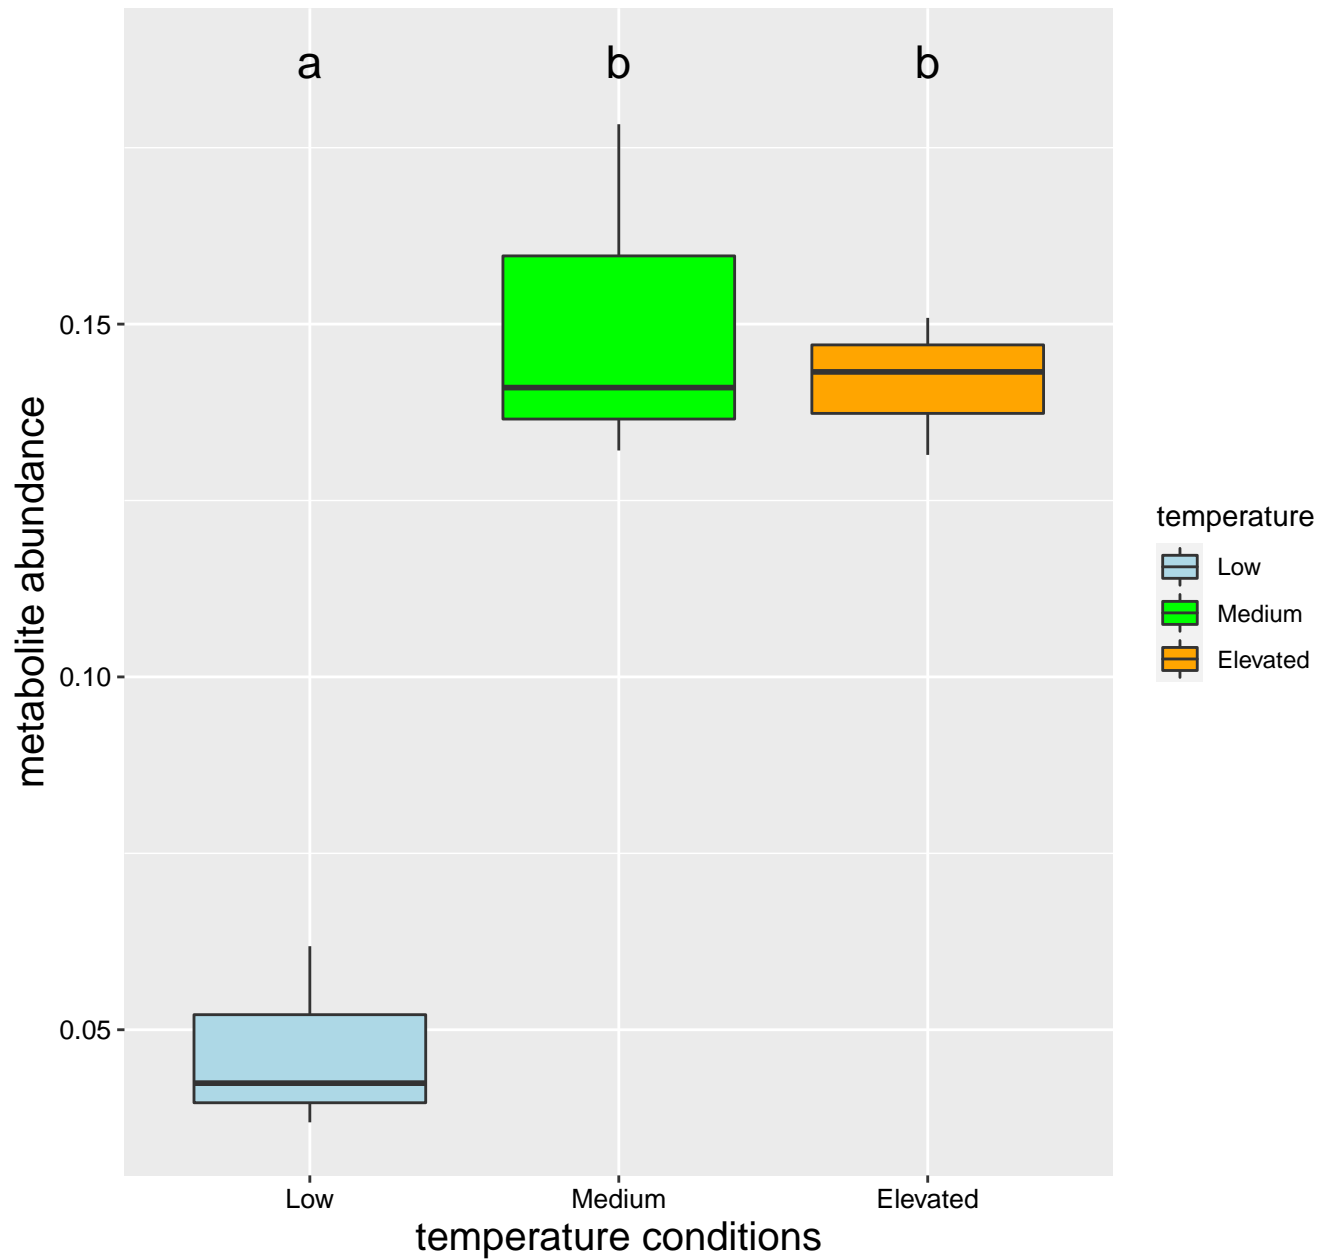 a b b
metabolite abundance
0.15
0.10
0.05
Low Medium Elevated
temperature conditions
temperature
Low
Medium
Elevated